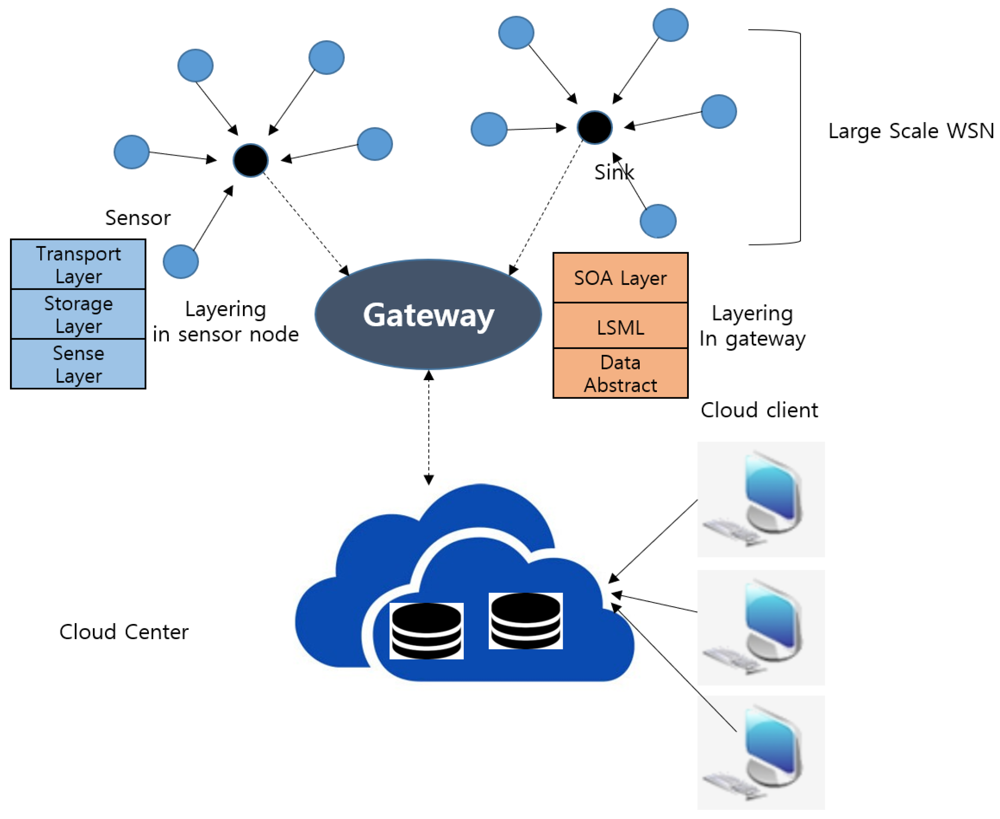 Large Scale WSN
Sink
Sensor
Transport
Layer
Storage
Layer
Sense
Layer
Layering
in sensor node
Gateway
SOA Layer
LSML
Data
Abstract
Layering
In gateway
Cloud client
Cloud Center